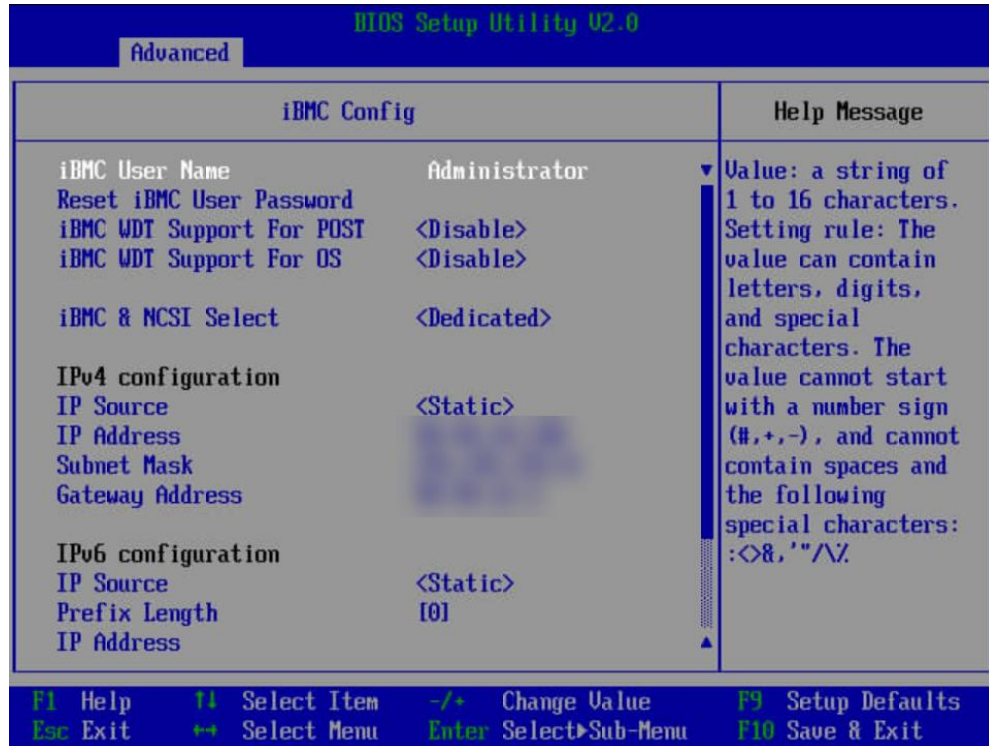 BIOS Setup Utility V2.0
Advanced
iBMC Config
Help Message
iBMC User Name Administrator
Reset iBMC User Password
iBMC WDT Support For POST <Disable>
iBMC WDT Support For OS <Disable>
iBMC & NCSI Select <Dedicated>
IPv4 configuration
IP Source <Static>
IP Address
Subnet Mask
Gateway Address
IPv6 configuration
IP Source <Static>
Prefix Length [0]
IP Address
Value: a string of
1 to 16 characters.
Setting rule: The
value can contain
letters, digits,
and special
characters. The
value cannot start
with a number sign
(#,+,-), and cannot
contain spaces and
the following
special characters:
:<>&,'"/\%
F1 Help ↑↓ Select Item -/+ Change Value F9 Setup Defaults
Esc Exit ←→ Select Menu Enter Select▶Sub-Menu F10 Save & Exit